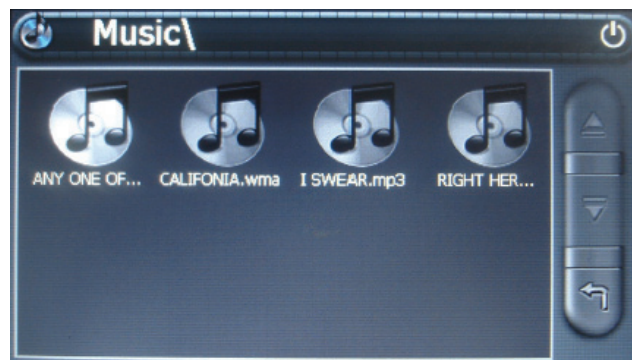 Music\
ANY ONE OF...
CALIFONIA.wma
I SWEAR.mp3
RIGHT HER...